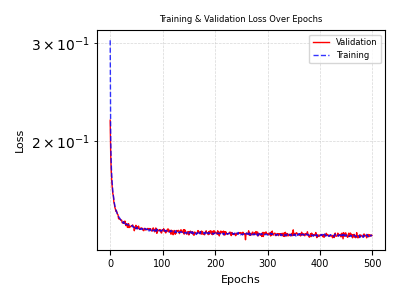 Training & Validation Loss Over Epochs
3 × 10⁻¹
2 × 10⁻¹
Loss
Validation
Training
0 100 200 300 400 500
Epochs